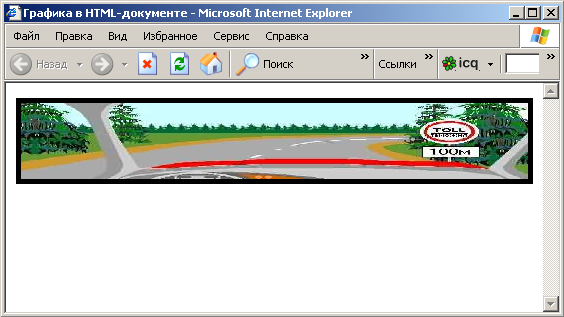 Графика в HTML-документе - Microsoft Internet Explorer
Файл Правка Вид Избранное Сервис Справка
Назад Поиск » Ссылки » icq »
TOLL
100м